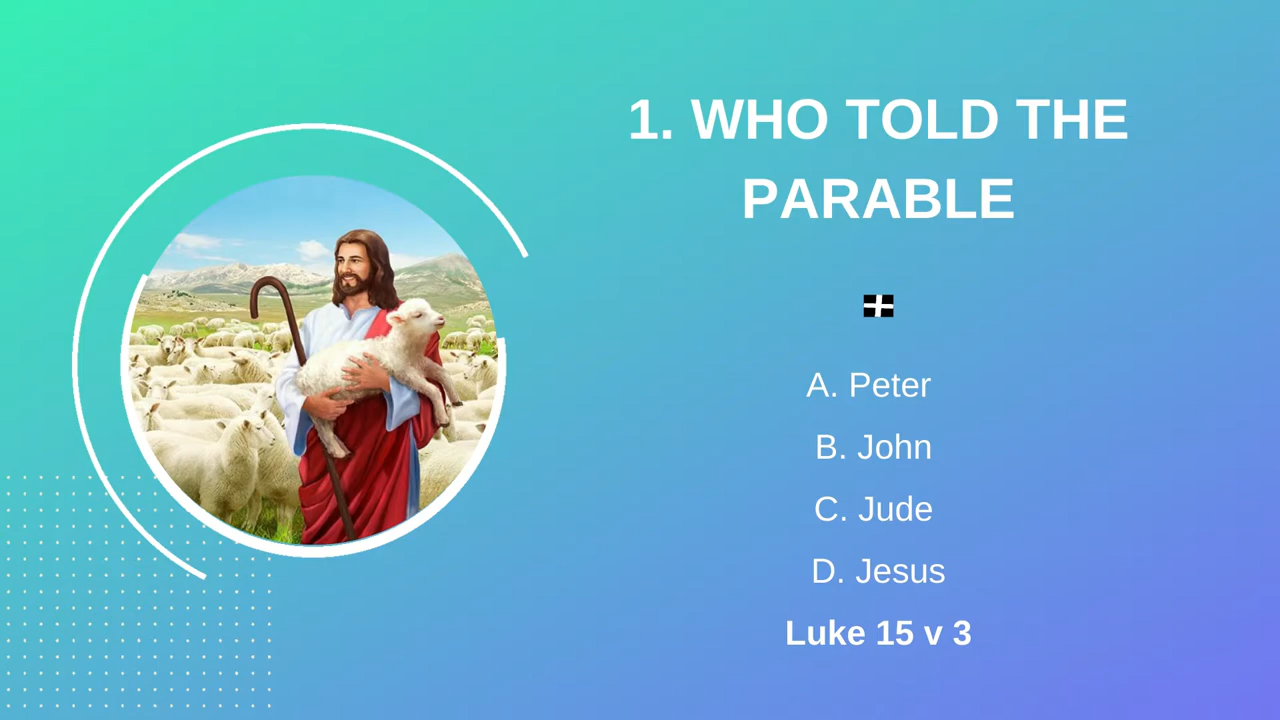 1. WHO TOLD THE
PARABLE
A. Peter
B. John
C. Jude
D. Jesus
Luke 15 v 3